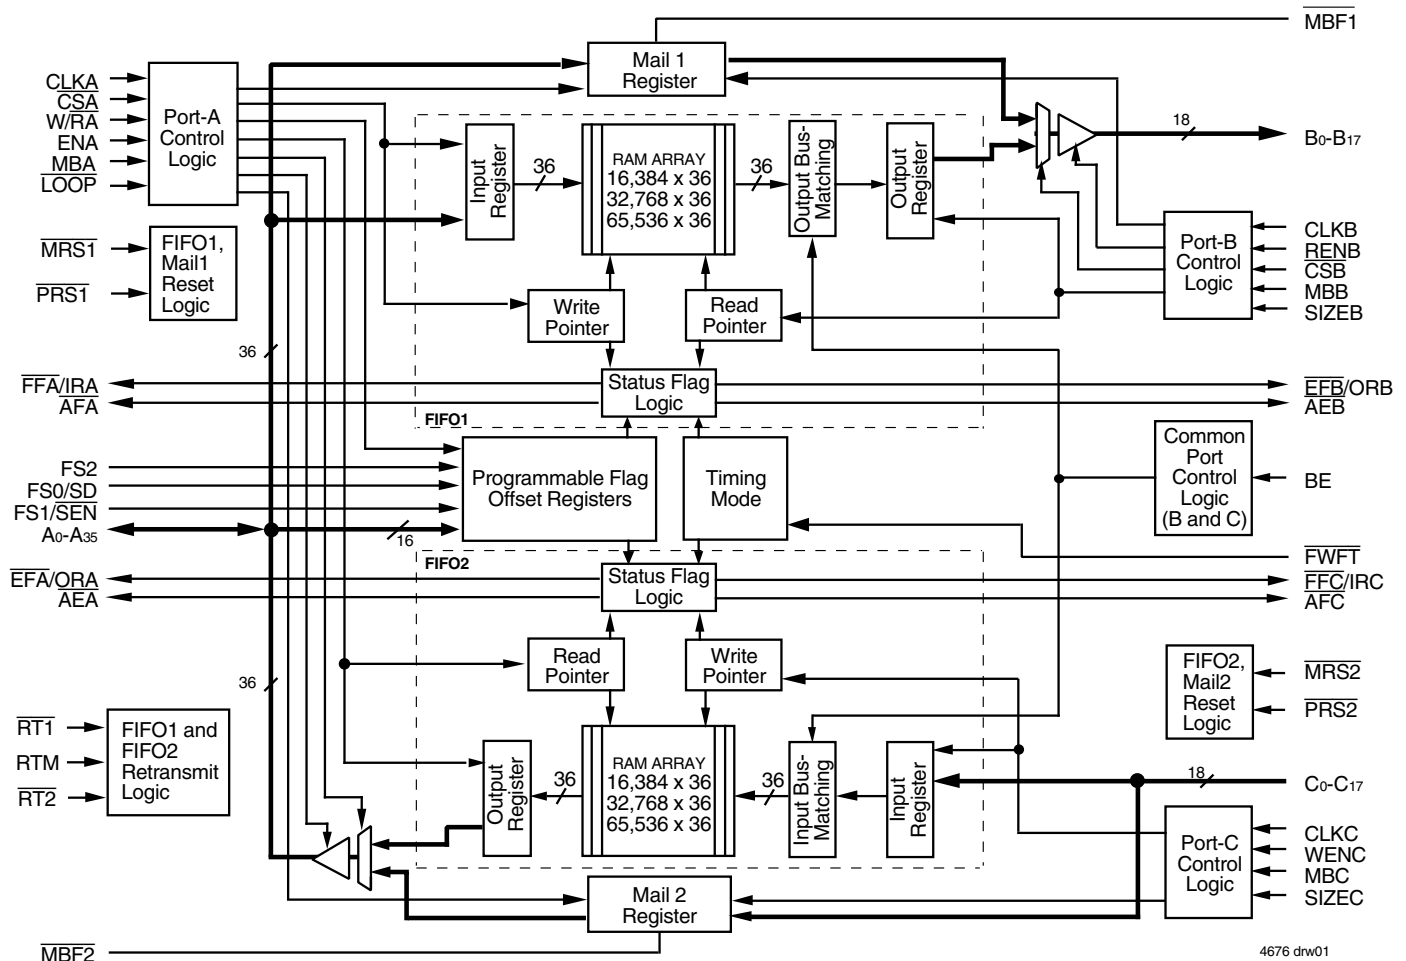 MBF1
Mail 1
Register
CLKA
CSA
W/RA
ENA
MBA
LOOP
Port-A
Control
Logic
36
RAM ARRAY
16,384 x 36
32,768 x 36
65,536 x 36
36
Input
Register
Output Bus-
Matching
Output
Register
18
B0-B17
MRS1
PRS1
FIFO1,
Mail1
Reset
Logic
Port-B
Control
Logic
CLKB
RENB
CSB
MBB
SIZEB
Write
Pointer
Read
Pointer
36
FFA/IRA
AFA
Status Flag
Logic
EFB/ORB
AEB
FIFO1
FS2
FS0/SD
FS1/SEN
A0-A35
16
Programmable Flag
Offset Registers
Timing
Mode
Common
Port
Control
Logic
(B and C)
BE
FWFT
FIFO2
EFA/ORA
AEA
Status Flag
Logic
FFC/IRC
AFC
Read
Pointer
Write
Pointer
36
FIFO2,
Mail2
Reset
Logic
MRS2
PRS2
RT1
RTM
RT2
FIFO1 and
FIFO2
Retransmit
Logic
Output
Register
36
RAM ARRAY
16,384 x 36
32,768 x 36
65,536 x 36
36
Input Bus-
Matching
Input
Register
18
C0-C17
Port-C
Control
Logic
CLKC
WENC
MBC
SIZEC
Mail 2
Register
MBF2
4676 drw01